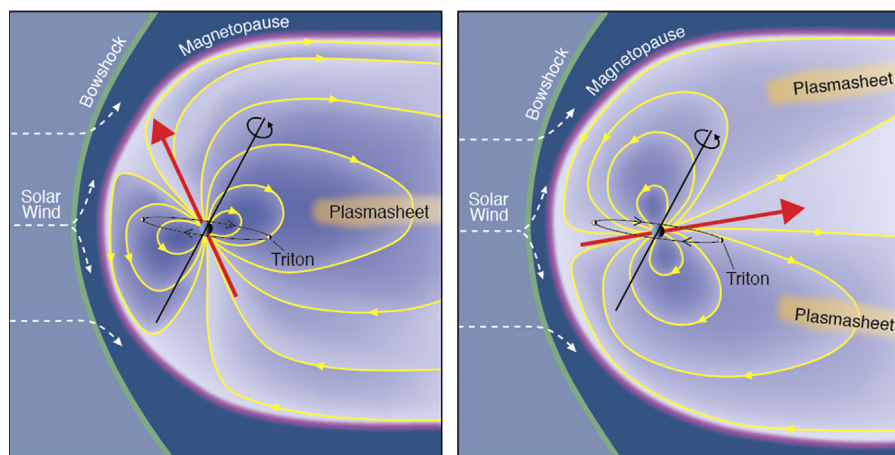 Bowshock
Magnetopause
Solar
Wind
Plasmasheet
Triton
Bowshock
Magnetopause
Plasmasheet
Solar
Wind
Triton
Plasmasheet